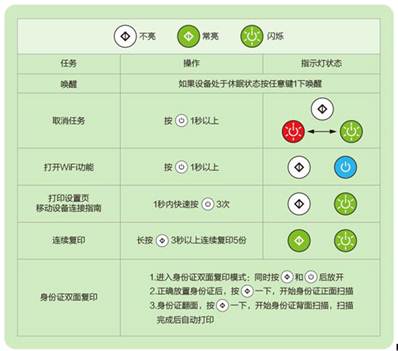 不亮 常亮 闪烁
任务 操作 指示灯状态
唤醒 如果设备处于休眠状态按任意键1下唤醒
取消任务 按 1秒以上
打开WiFi功能 按 1秒以上
打印设置页
移动设备连接指南 1秒内快速按 3次
连续复印 长按 3秒以上连续复印5份
身份证双面复印
1.进入身份证双面复印模式：同时按 和 后放开
2.正确放置身份证后，按 一下，开始身份证正面扫描
3.身份证翻面，按 一下，开始身份证背面扫描，扫描
完成后自动打印